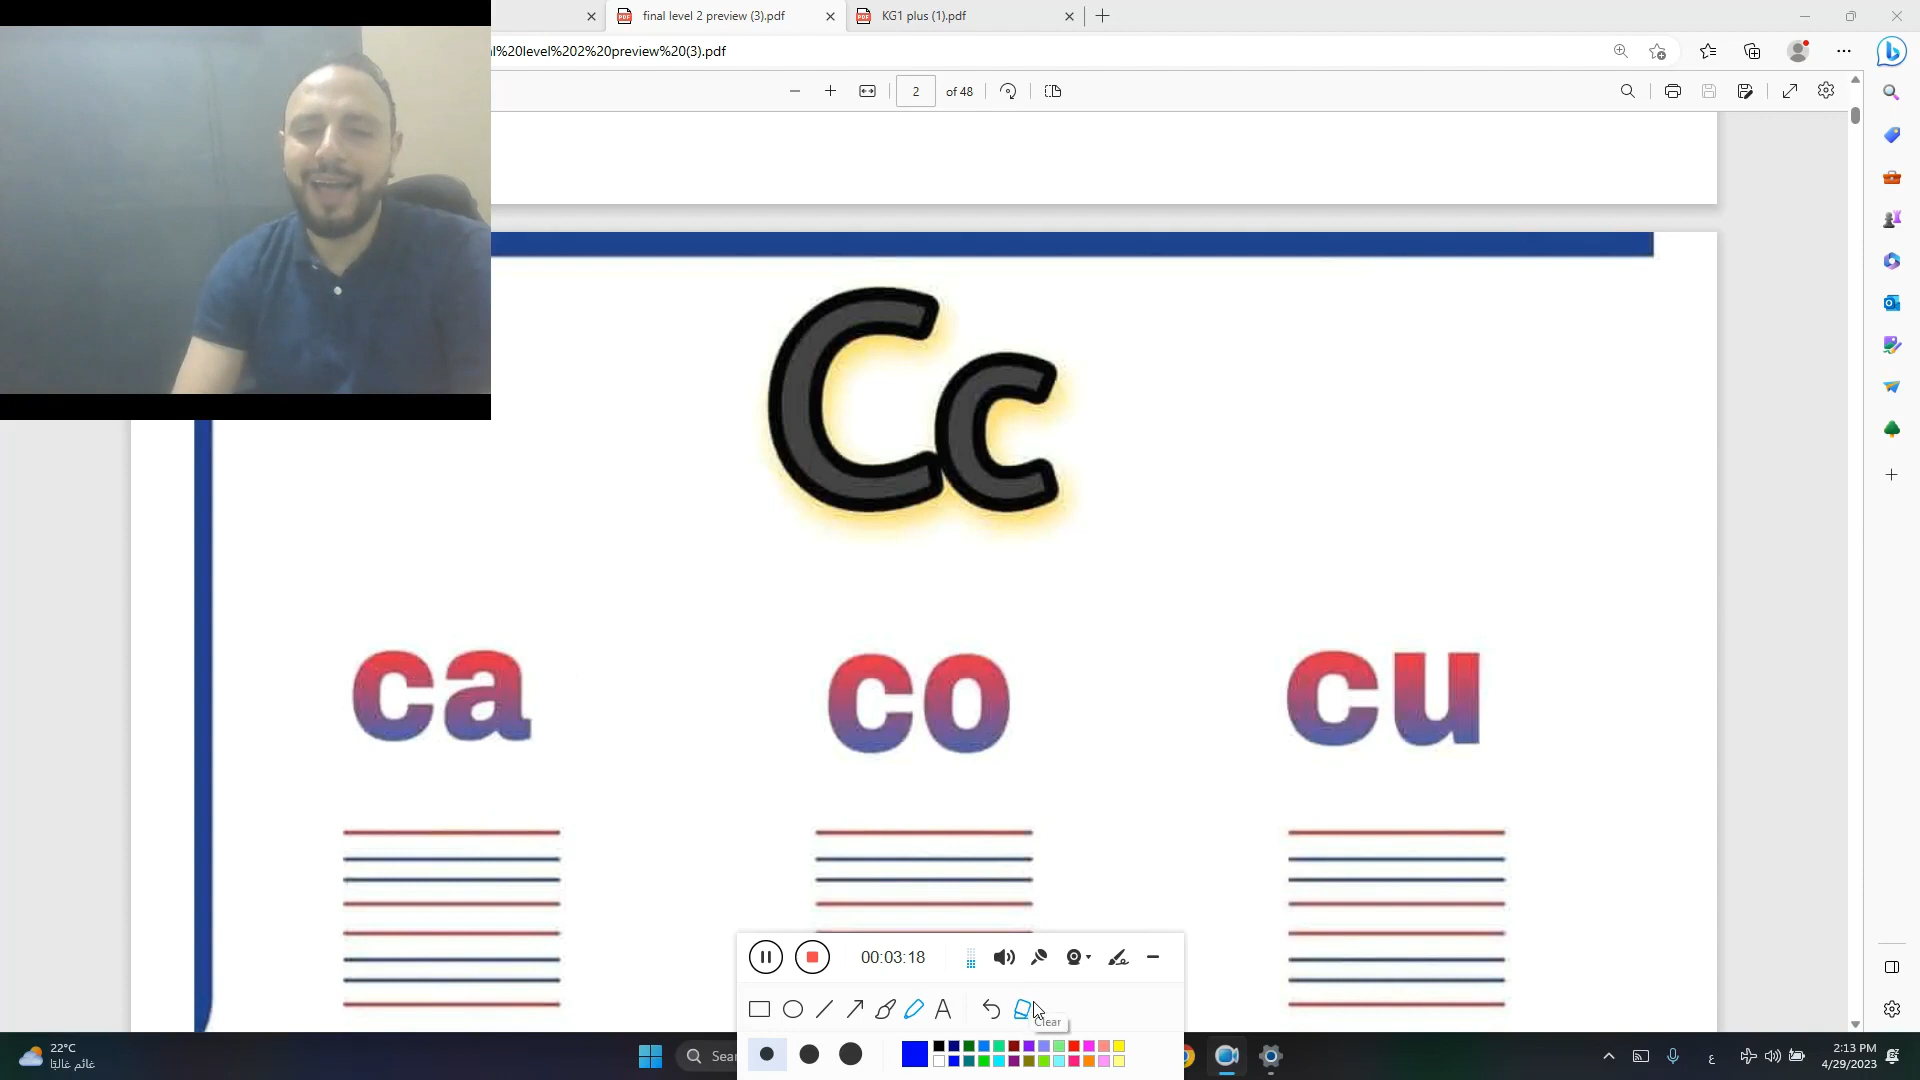 final level 2 preview (3).pdf
KG1 plus (1).pdf
l%20level%202%20preview%20(3).pdf
2
of 48
Cc
ca
co
cu
00:03:18
A
Clear
22°C
غائم غالبًا
Sear
ع
2:13 PM
4/29/2023